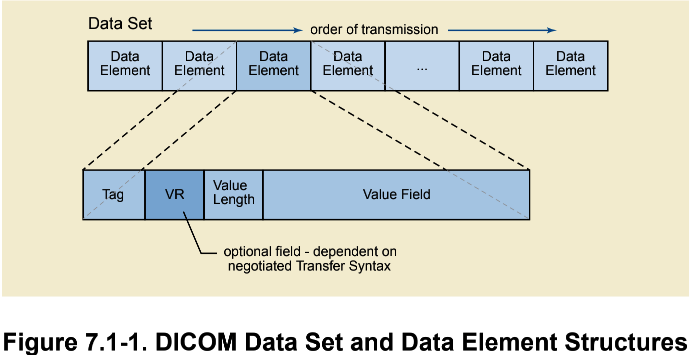 Data Set
order of transmission
Data
Element
Data
Element
Data
Element
Data
Element
...
Data
Element
Data
Element
Tag
VR
Value
Length
Value Field
optional field - dependent on
negotiated Transfer Syntax
Figure 7.1-1. DICOM Data Set and Data Element Structures